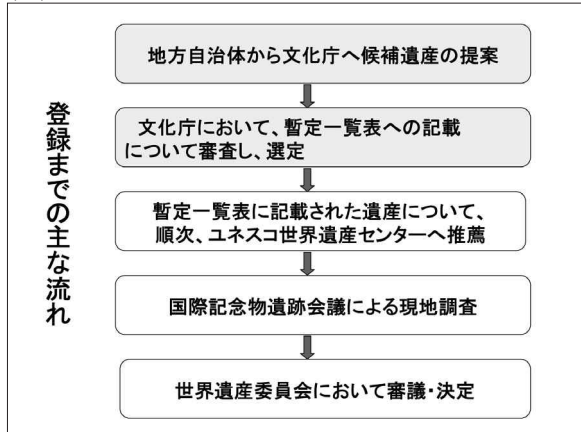 登録までの主な流れ
地方自治体から文化庁へ候補遺産の提案
文化庁において、暫定一覧表への記載
について審査し、選定
暫定一覧表に記載された遺産について、
順次、ユネスコ世界遺産センターへ推薦
国際記念物遺跡会議による現地調査
世界遺産委員会において審議・決定